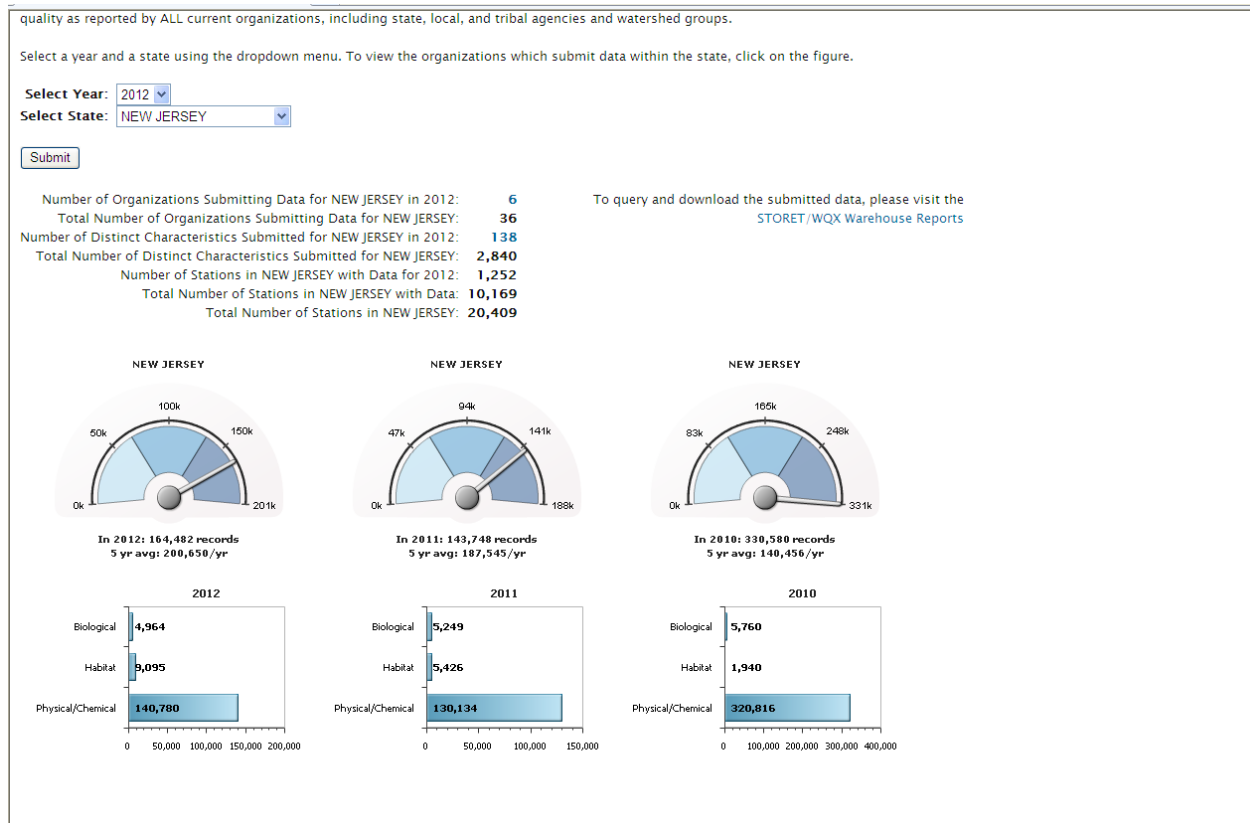 quality as reported by ALL current organizations, including state, local, and tribal agencies and watershed groups.
Select a year and a state using the dropdown menu. To view the organizations which submit data within the state, click on the figure.
Select Year: 2012
Select State: NEW JERSEY
Submit
Number of Organizations Submitting Data for NEW JERSEY in 2012: 6
Total Number of Organizations Submitting Data for NEW JERSEY: 36
Number of Distinct Characteristics Submitted for NEW JERSEY in 2012: 138
Total Number of Distinct Characteristics Submitted for NEW JERSEY: 2,840
Number of Stations in NEW JERSEY with Data for 2012: 1,252
Total Number of Stations in NEW JERSEY with Data: 10,169
Total Number of Stations in NEW JERSEY: 20,409
To query and download the submitted data, please visit the
STORET/WQX Warehouse Reports
NEW JERSEY
0k 50k 100k 150k 201k
In 2012: 164,482 records
5 yr avg: 200,650/yr
NEW JERSEY
0k 47k 94k 141k 188k
In 2011: 143,748 records
5 yr avg: 187,545/yr
NEW JERSEY
0k 83k 165k 248k 331k
In 2010: 330,580 records
5 yr avg: 140,456/yr
2012
Biological 4,964
Habitat 9,095
Physical/Chemical 140,780
0 50,000 100,000 150,000 200,000
2011
Biological 5,249
Habitat 5,426
Physical/Chemical 130,134
0 50,000 100,000 150,000
2010
Biological 5,760
Habitat 1,940
Physical/Chemical 320,816
0 100,000 200,000 300,000 400,000